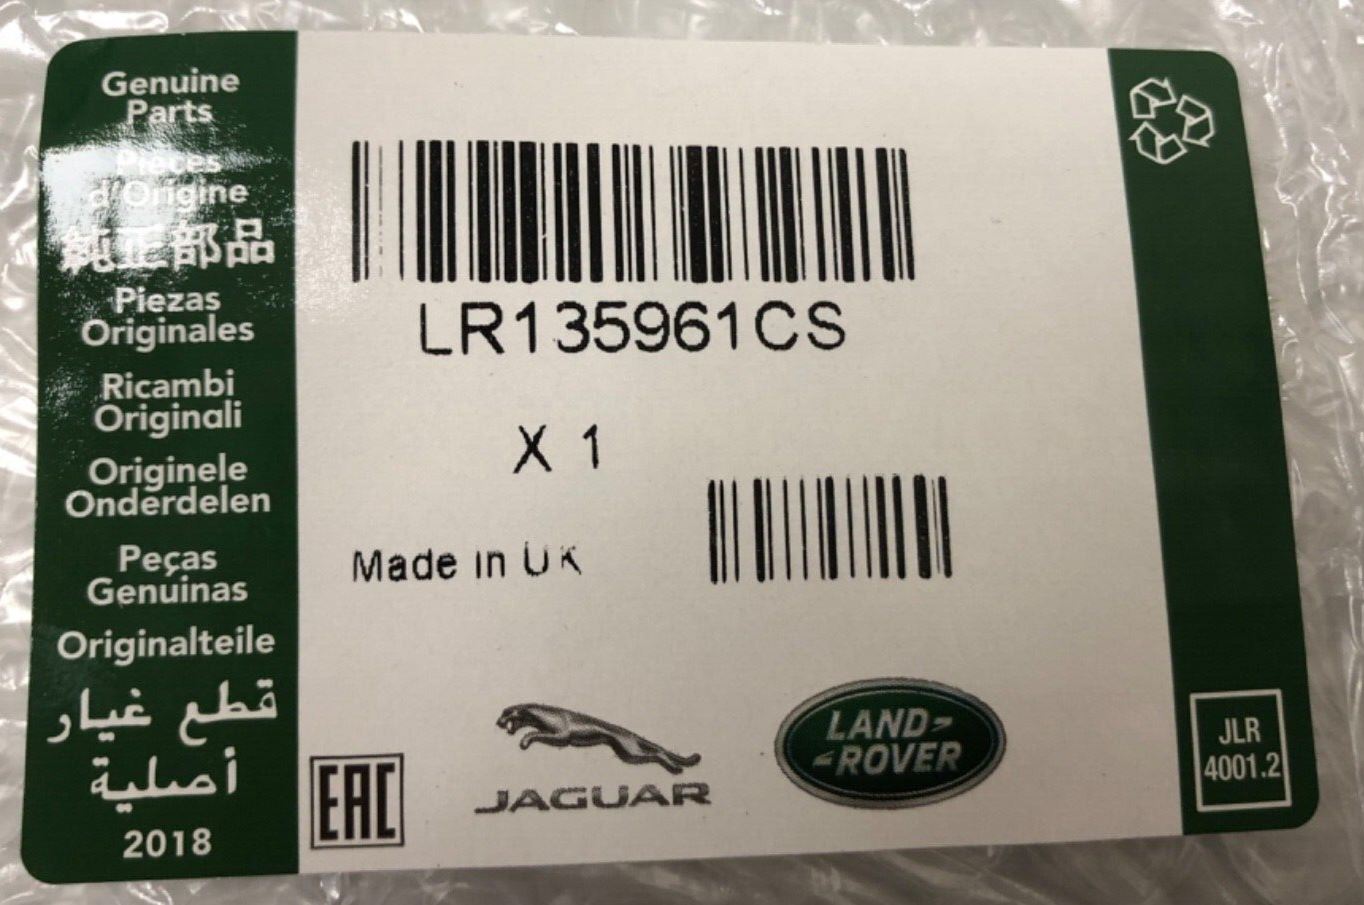 Genuine
Parts
Pièces
d'Origine
純正部品
Piezas
Originales
Ricambi
Originali
Originele
Onderdelen
Peças
Genuinas
Originalteile
قطع غيار
أصلية
2018
LR135961CS
X 1
Made in UK
EAC
JAGUAR
LAND
ROVER
JLR
4001.2